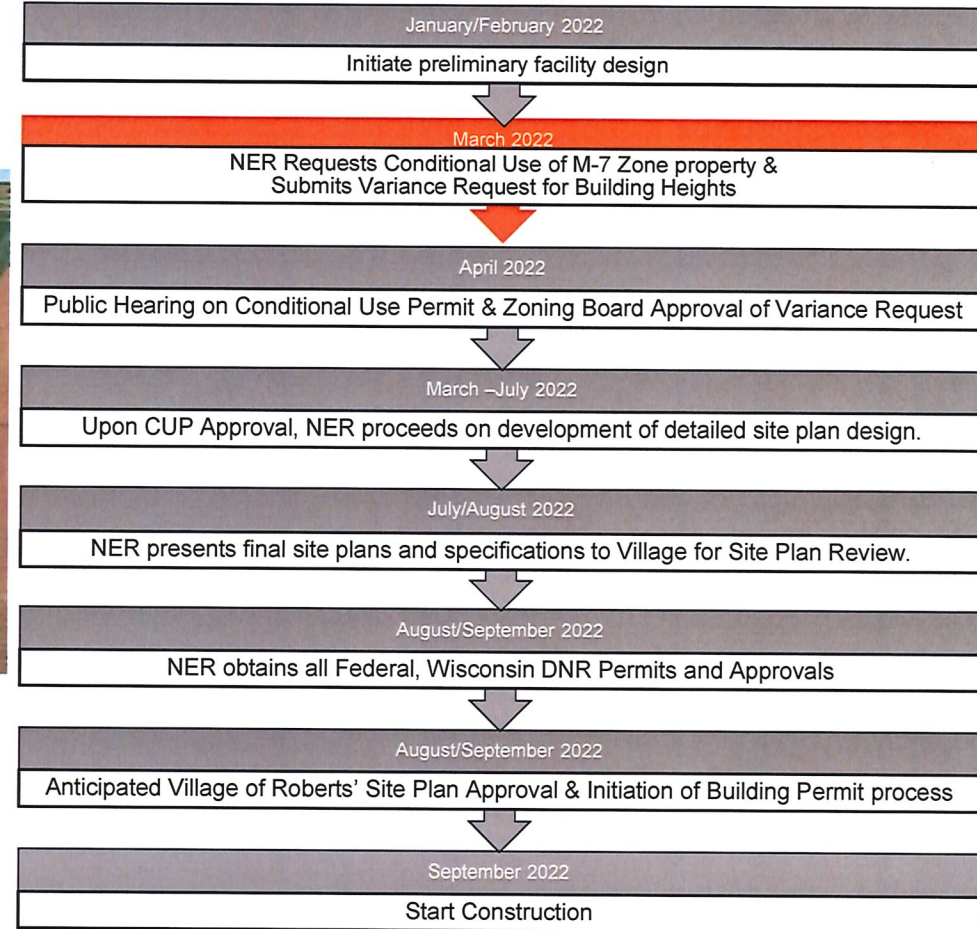 January/February 2022
Initiate preliminary facility design
March 2022
NER Requests Conditional Use of M-7 Zone property &
Submits Variance Request for Building Heights
April 2022
Public Hearing on Conditional Use Permit & Zoning Board Approval of Variance Request
March –July 2022
Upon CUP Approval, NER proceeds on development of detailed site plan design.
July/August 2022
NER presents final site plans and specifications to Village for Site Plan Review.
August/September 2022
NER obtains all Federal, Wisconsin DNR Permits and Approvals
August/September 2022
Anticipated Village of Roberts’ Site Plan Approval & Initiation of Building Permit process
September 2022
Start Construction